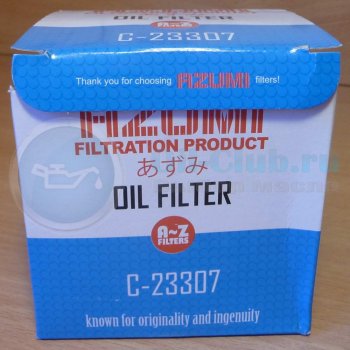 Thank you for choosing AZUMI filters!
C-23307
AZUMI
FILTRATION PRODUCT
あずみ
OIL FILTER
A~Z
FILTERS
C-23307
known for originality and ingenuity